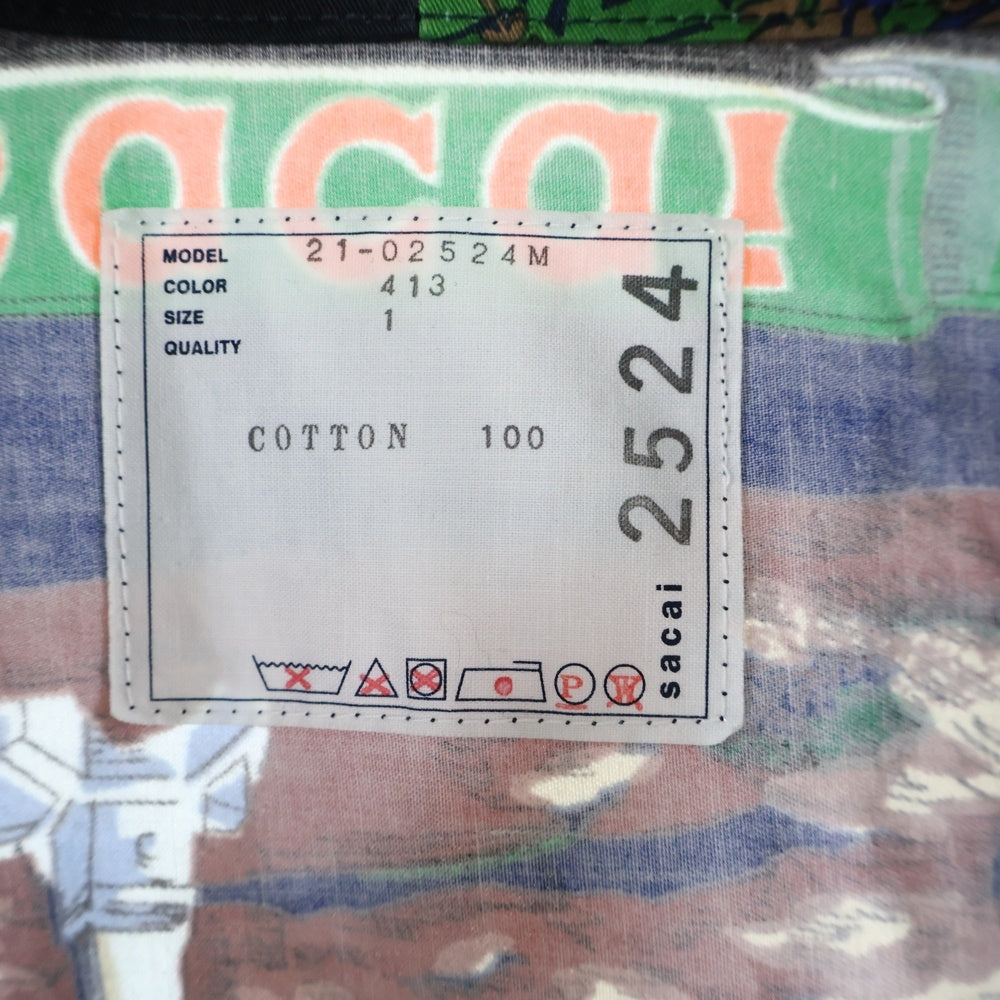 sacai
MODEL 21-02524M
COLOR 413
SIZE 1
QUALITY
COTTON 100
sacai 2524
P
W